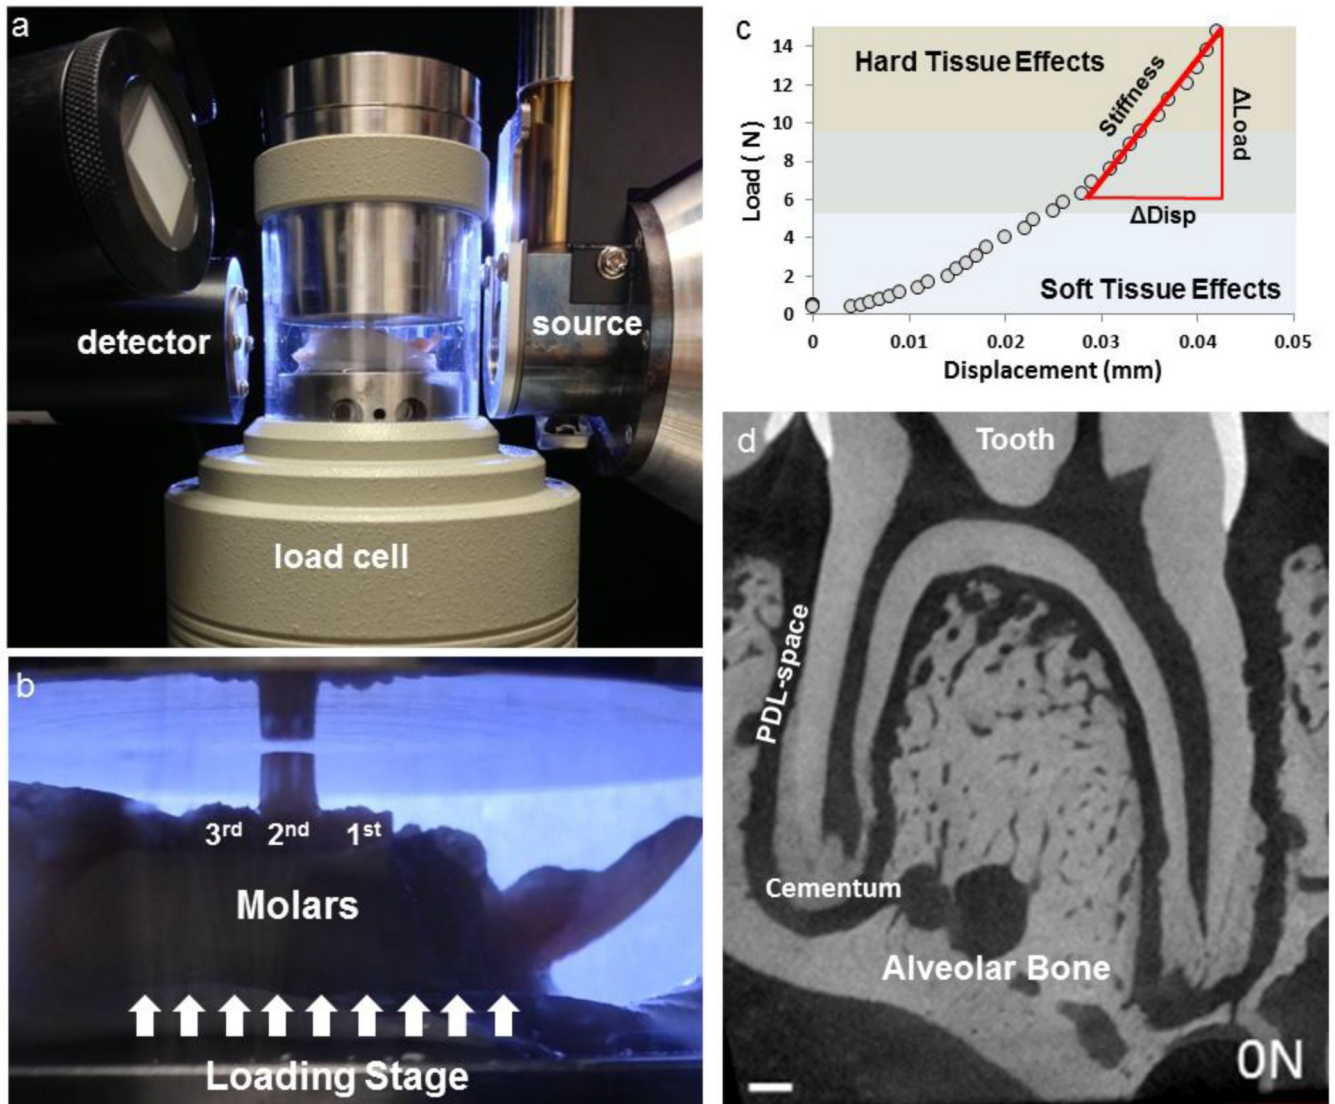 a
detector
source
load cell
b
3rd 2nd 1st
Molars
Loading Stage
c
Load ( N)
14
12
10
8
6
4
2
0
Hard Tissue Effects
Stiffness
ΔLoad
ΔDisp
Soft Tissue Effects
0 0.01 0.02 0.03 0.04 0.05
Displacement (mm)
d
Tooth
PDL-space
Cementum
Alveolar Bone
0N